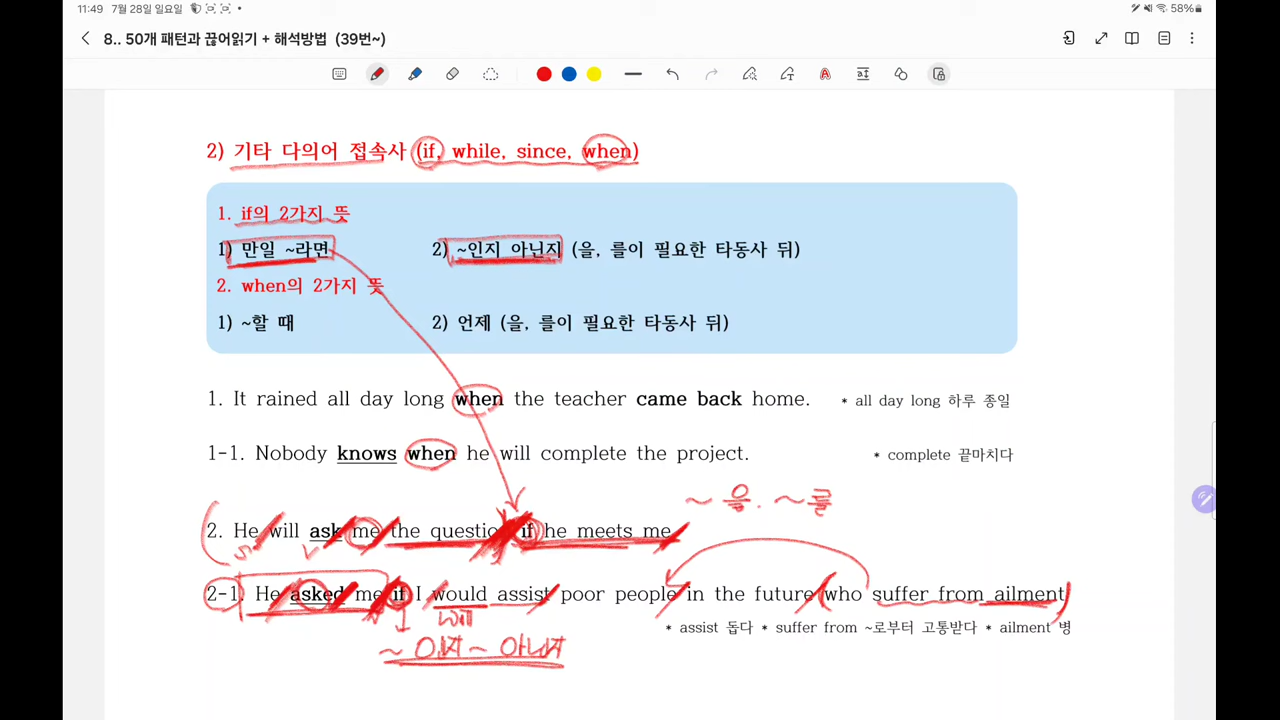 11:49 7월 28일 일요일 58%
8.. 50개 패턴과 끊어읽기 + 해석방법 (39번~)
2) 기타 다의어 접속사 (if, while, since, when)
1. if의 2가지 뜻
1) 만일 ~라면 2) ~인지 아닌지 (을, 를이 필요한 타동사 뒤)
2. when의 2가지 뜻
1) ~할 때 2) 언제 (을, 를이 필요한 타동사 뒤)
1. It rained all day long when the teacher came back home. * all day long 하루 종일
1-1. Nobody knows when he will complete the project. * complete 끝마치다
~ 을. ~ 를
2. He will ask me the question if he meets me.
S V
2-1. He asked me if I would assist poor people in the future who suffer from ailment.
will
* assist 돕다 * suffer from ~로부터 고통받다 * ailment 병
~ 인지 ~ 아닌지